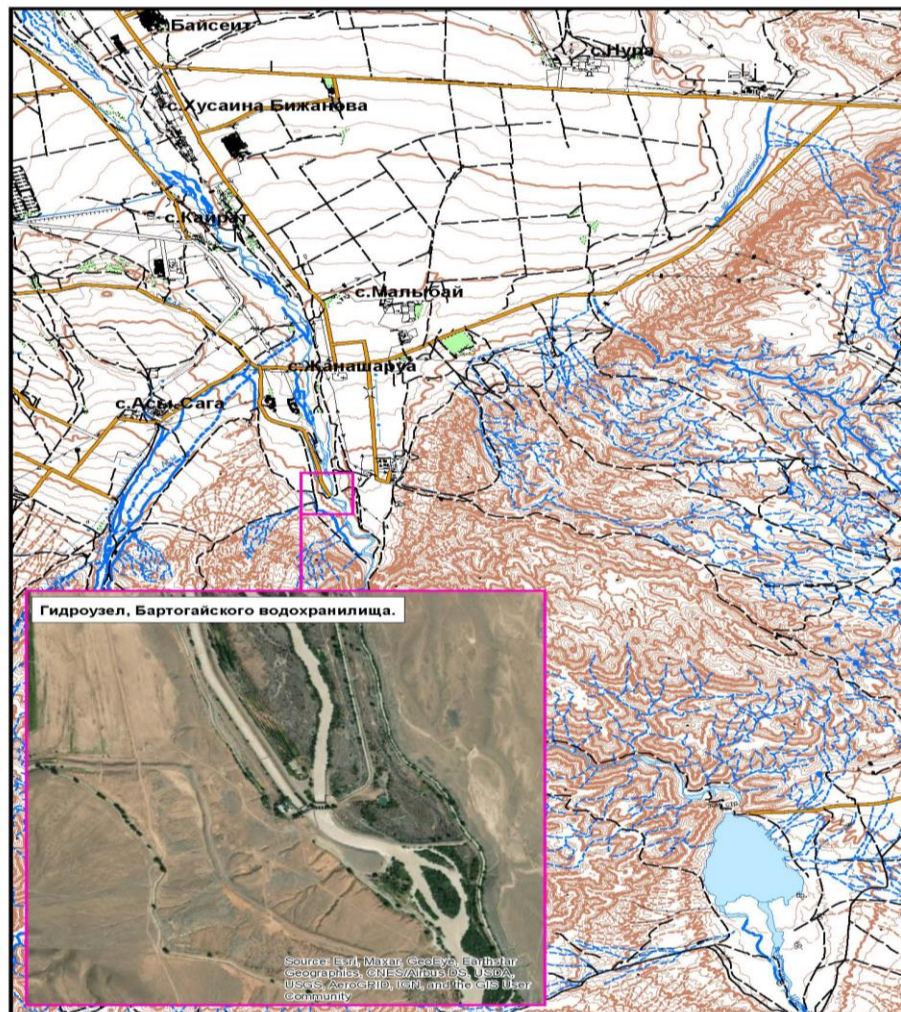 с.Байсеит
с.Нура
с.Хусаина Бижанова
с.Кайрат
с.Малыбай
с.Жанашаруа
с.Асы-Сага
Гидроузел, Бартогайского водохранилища.
Source: Esri, Maxar, GeoEye, Earthstar
Geographics, CNES/Airbus DS, USDA,
USGS, AeroGRID, IGN, and the GIS User
Community